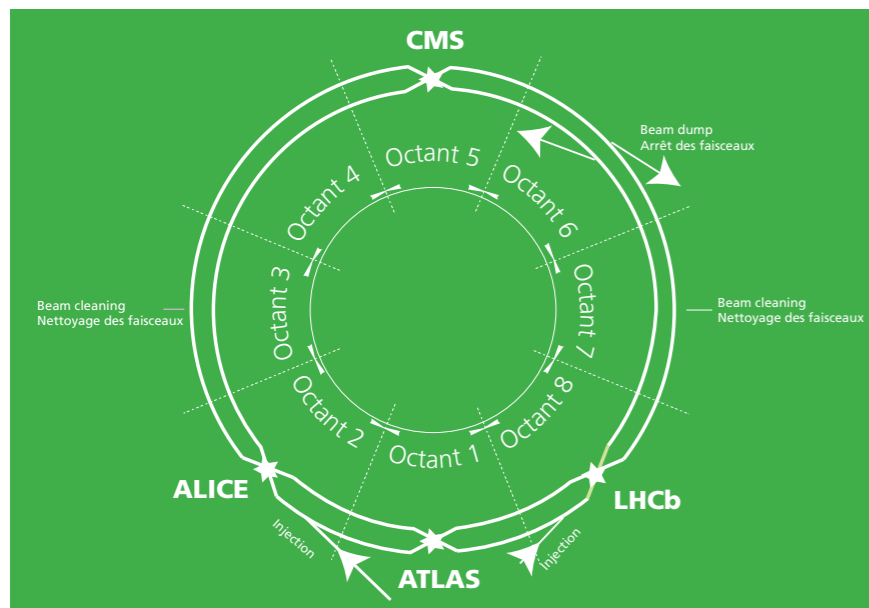 CMS
Beam dump
Arrêt des faisceaux
Octant 5
Octant 4
Octant 6
Octant 3
Octant 7
Beam cleaning
Nettoyage des faisceaux
Beam cleaning
Nettoyage des faisceaux
Octant 2
Octant 8
Octant 1
ALICE
LHCb
Injection
Injection
ATLAS